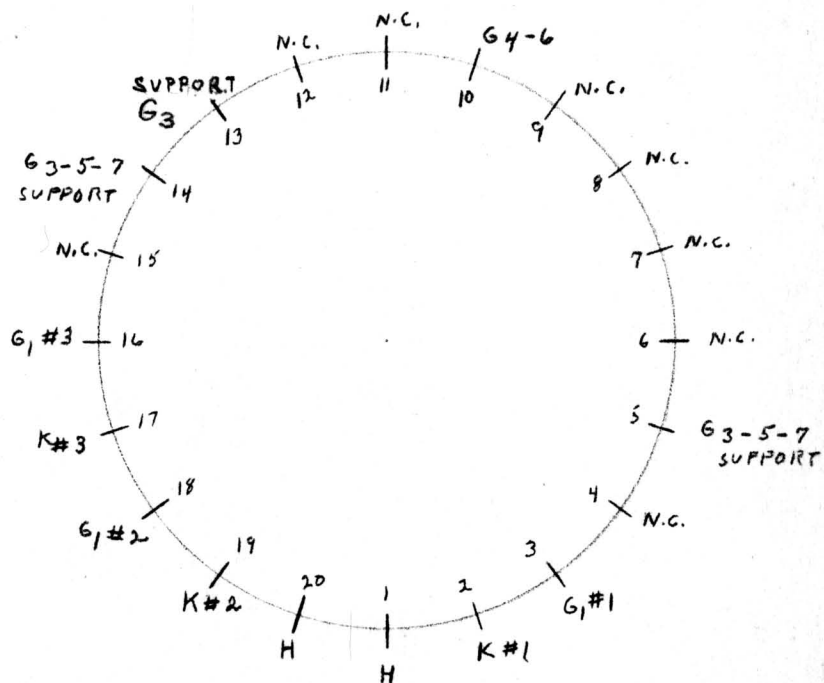 N.C.
11
N.C.
12
G4-6
10
SUPPORT
G3
13
N.C.
9
G 3-5-7
SUPPORT
14
N.C.
8
N.C.
15
N.C.
7
G1 #3
16
N.C.
6
K#3
17
G 3-5-7
SUPPORT
5
G1 #2
18
N.C.
4
K#2
19
G1 #1
3
H
20
H
1
K#1
2